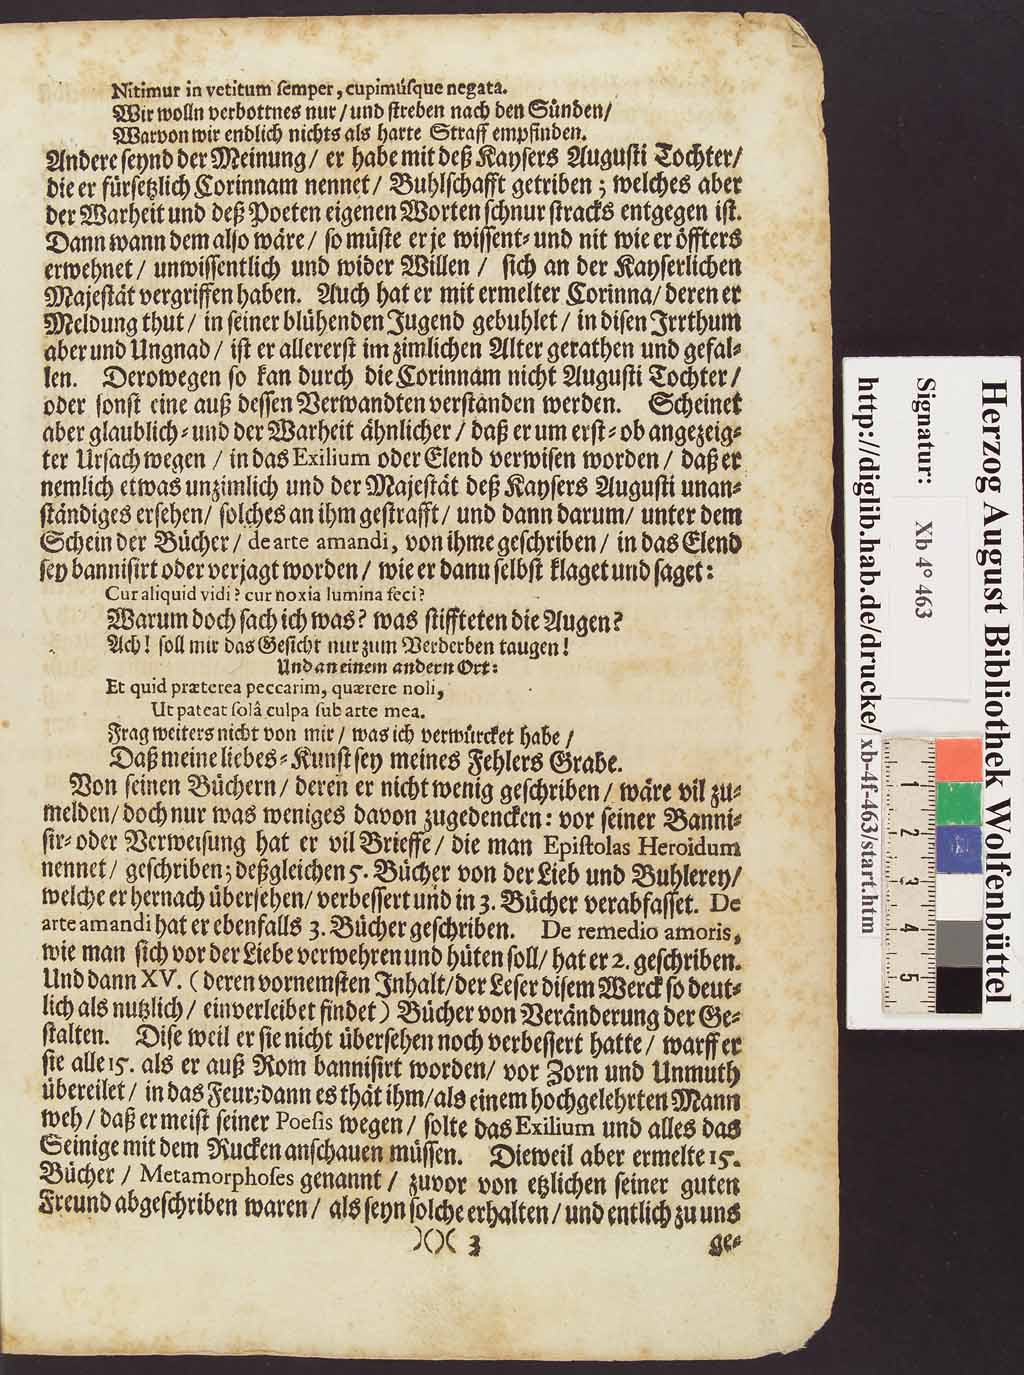 Nitimur in vetitum semper, cupimúsque negata.
Wir wolln verbottnes nur / und streben nach den Sünden /
Warvon wir endlich nichts als harte Straff empfinden.
Andere seynd der Meinung / er habe mit deß Kaysers Augusti Tochter /
die er fürsetzlich Corinnam nennet / Buhlschafft getriben ; welches aber
der Warheit und deß Poeten eigenen Worten schnur stracks entgegen ist.
Dann wann dem also wäre / so müste er je wissent- und nit wie er öffters
erwehnet / unwissentlich und wider Willen / sich an der Kayserlichen
Majestät vergriffen haben. Auch hat er mit ermelter Corinna / deren er
Meldung thut / in seiner blühenden Jugend gebuhlet / in disen Irrthum
aber und Ungnad / ist er allererst im zimlichen Alter gerathen und gefal-
len. Derowegen so kan durch die Corinnam nicht Augusti Tochter /
oder sonst eine auß dessen Verwandten verstanden werden. Scheinet
aber glaublich- und der Warheit ähnlicher / daß er um erst- ob angezeig-
ter Ursach wegen / in das Exilium oder Elend verwisen worden / daß er
nemlich etwas unzimlich und der Majestät deß Kaysers Augusti unan-
ständiges ersehen / solches an ihm gestrafft / und dann darum / unter dem
Schein der Bücher / de arte amandi, von ihme geschriben / in das Elend
sey bannisirt oder verjagt worden / wie er dann selbst klaget und saget :
Cur aliquid vidi ? cur noxia lumina feci ?
Warum doch sach ich was ? was stiffteten die Augen ?
Ach ! soll mir das Gesicht nur zum Verderben taugen !
Und an einem andern Ort :
Et quid præterea peccarim, quærere noli,
Ut pateat solâ culpa sub arte mea.
Frag weiters nicht von mir / was ich verwürcket habe /
Daß meine liebes-Kunst sey meines Fehlers Grabe.
Von seinen Büchern / deren er nicht wenig geschriben / wäre vil zu-
melden / doch nur was weniges davon zugedencken : vor seiner Banni-
sir- oder Verweisung hat er vil Brieffe / die man Epistolas Heroidum
nennet / geschriben ; deßgleichen 5. Bücher von der Lieb und Buhlerey /
welche er hernach übersehen / verbessert und in 3. Bücher verabfasset. De
arte amandi hat er ebenfalls 3. Bücher geschriben. De remedio amoris,
wie man sich vor der Liebe verwehren und hüten soll / hat er 2. geschriben.
Und dann XV. ( deren vornemsten Inhalt / der Leser disem Werck so deut-
lich als nutzlich / einverleibet findet ) Bücher von Veränderung der Ge-
stalten. Dise weil er sie nicht übersehen noch verbessert hatte / warff er
sie alle 15. als er auß Rom bannisirt worden / vor Zorn und Unmuth
übereilet / in das Feur ; dann es thät ihm / als einem hochgelehrten Mann
weh / daß er meist seiner Poesis wegen / solte das Exilium und alles das
Seinige mit dem Rucken anschauen müssen. Dieweil aber ermelte 15.
Bücher / Metamorphoses genannt / zuvor von etzlichen seiner guten
Freund abgeschriben waren / als seyn solche erhalten / und entlich zu uns
)()( 3 ge-
Herzog August Bibliothek Wolfenbüttel
Signatur: Xb 4° 463
http://diglib.hab.de/drucke/xb-4f-463/start.htm
1
2
3
4
5